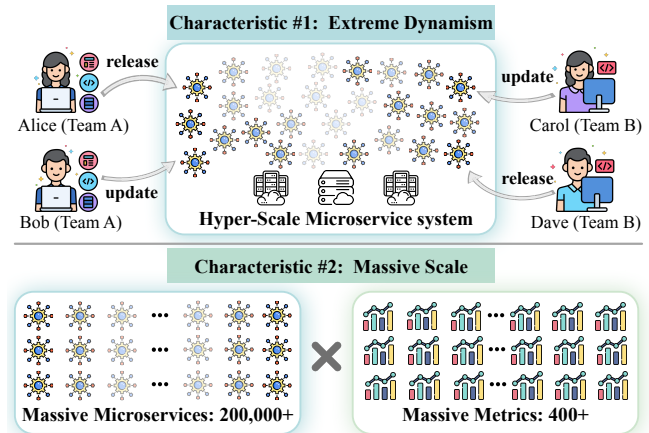 Characteristic #1: Extreme Dynamism
release
update
Alice (Team A)
Carol (Team B)
update
release
Bob (Team A)
Hyper-Scale Microservice system
Dave (Team B)
Characteristic #2: Massive Scale
Massive Microservices: 200,000+
Massive Metrics: 400+